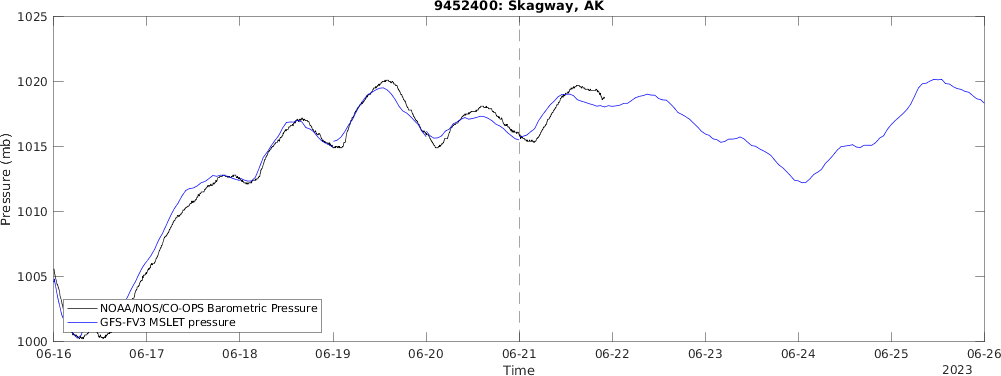 9452400: Skagway, AK
1025
1020
1015
1010
1005
1000
Pressure (mb)
NOAA/NOS/CO-OPS Barometric Pressure
GFS-FV3 MSLET pressure
06-16 06-17 06-18 06-19 06-20 06-21 06-22 06-23 06-24 06-25 06-26
Time
2023